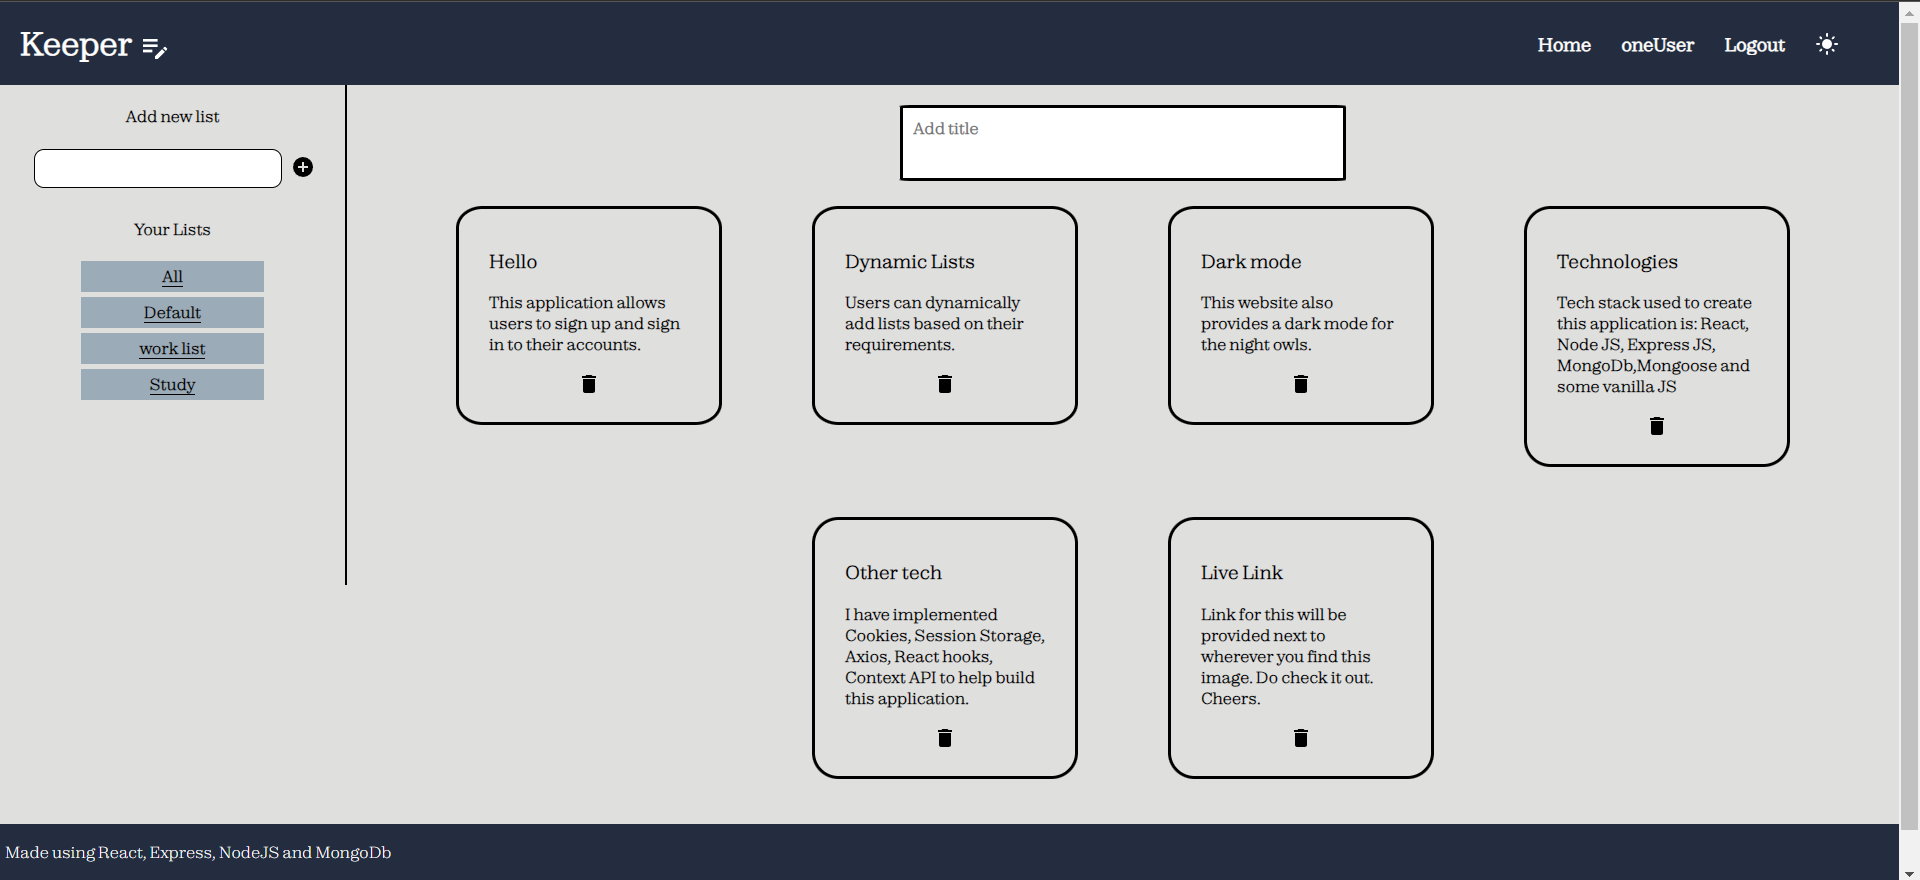 Keeper
Home
oneUser
Logout
Add new list
Your Lists
All
Default
work list
Study
Add title
Hello
This application allows
users to sign up and sign
in to their accounts.
Dynamic Lists
Users can dynamically
add lists based on their
requirements.
Dark mode
This website also
provides a dark mode for
the night owls.
Technologies
Tech stack used to create
this application is: React,
Node JS, Express JS,
MongoDb,Mongoose and
some vanilla JS
Other tech
I have implemented
Cookies, Session Storage,
Axios, React hooks,
Context API to help build
this application.
Live Link
Link for this will be
provided next to
wherever you find this
image. Do check it out.
Cheers.
Made using React, Express, NodeJS and MongoDb